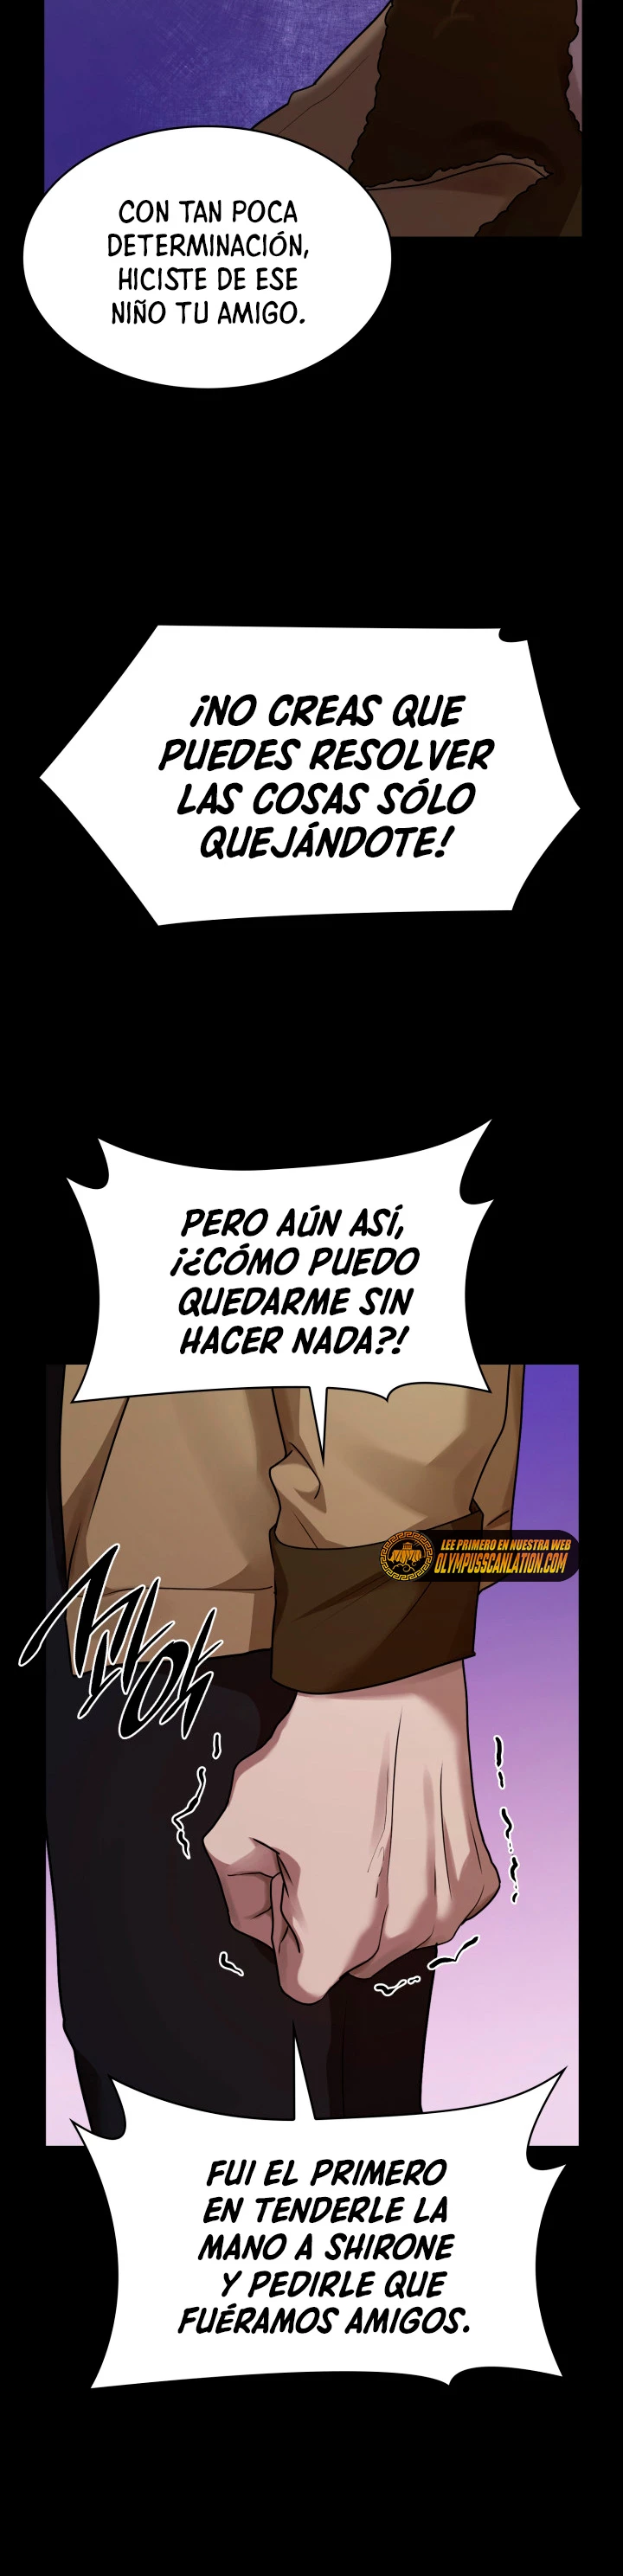 CON TAN POCA
DETERMINACIÓN,
HICISTE DE ESE
NIÑO TU AMIGO.
¡NO CREAS QUE
PUEDES RESOLVER
LAS COSAS SÓLO
QUEJÁNDOTE!
PERO AÚN ASÍ,
¡¿CÓMO PUEDO
QUEDARME SIN
HACER NADA?!
LEE PRIMERO EN NUESTRA WEB
OLYMPUSSCANLATION.COM
FUI EL PRIMERO
EN TENDERLE LA
MANO A SHIRONE
Y PEDIRLE QUE
FUÉRAMOS AMIGOS.